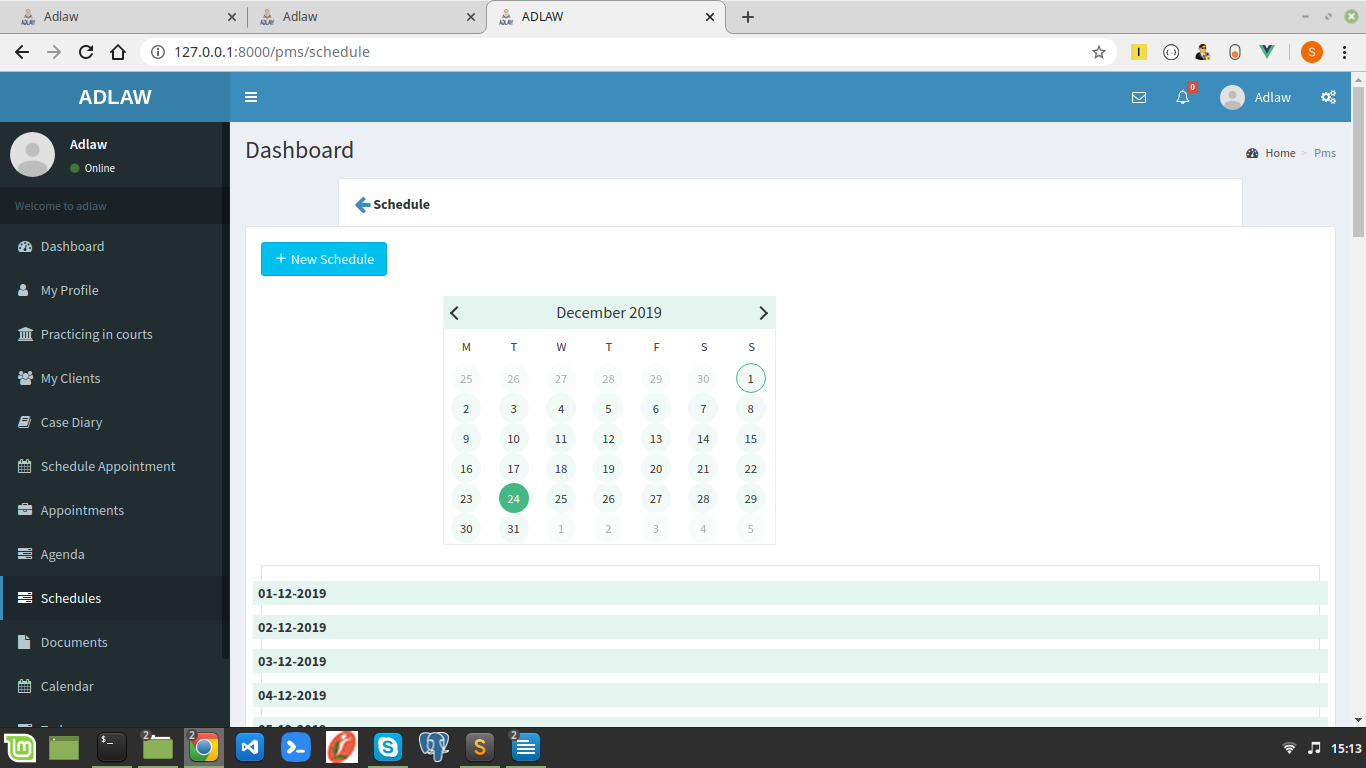 Adlaw
Adlaw
ADLAW
127.0.0.1:8000/pms/schedule
I
S
ADLAW
0
Adlaw
Adlaw
Online
Dashboard
Home > Pms
Welcome to adlaw
Schedule
Dashboard
My Profile
Practicing in courts
My Clients
Case Diary
Schedule Appointment
Appointments
Agenda
Schedules
Documents
Calendar
+ New Schedule
December 2019
M T W T F S S
25 26 27 28 29 30 1
2 3 4 5 6 7 8
9 10 11 12 13 14 15
16 17 18 19 20 21 22
23 24 25 26 27 28 29
30 31 1 2 3 4 5
01-12-2019
02-12-2019
03-12-2019
04-12-2019
2
2
2
15:13